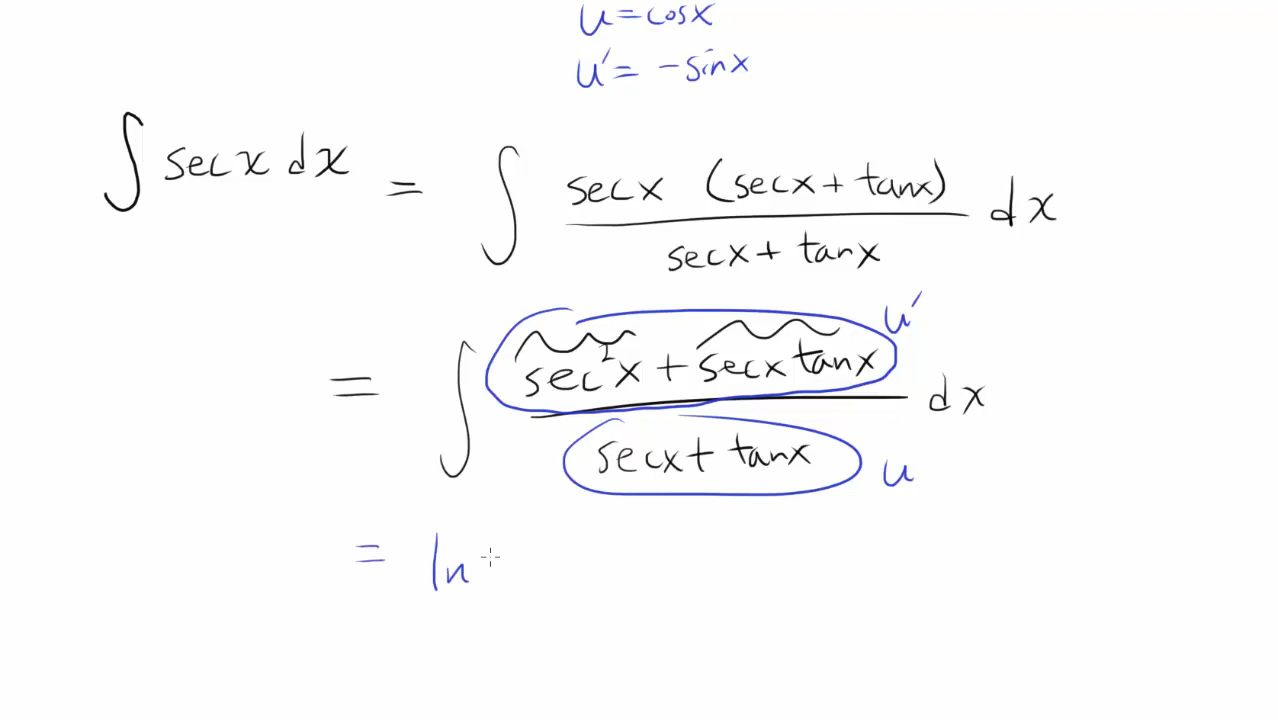 u = cosx
u' = -sinx
∫ secx dx = ∫ secx (secx + tanx) / secx + tanx dx
= ∫ sec²x + secx tanx / secx + tanx dx
u'
u
= ln